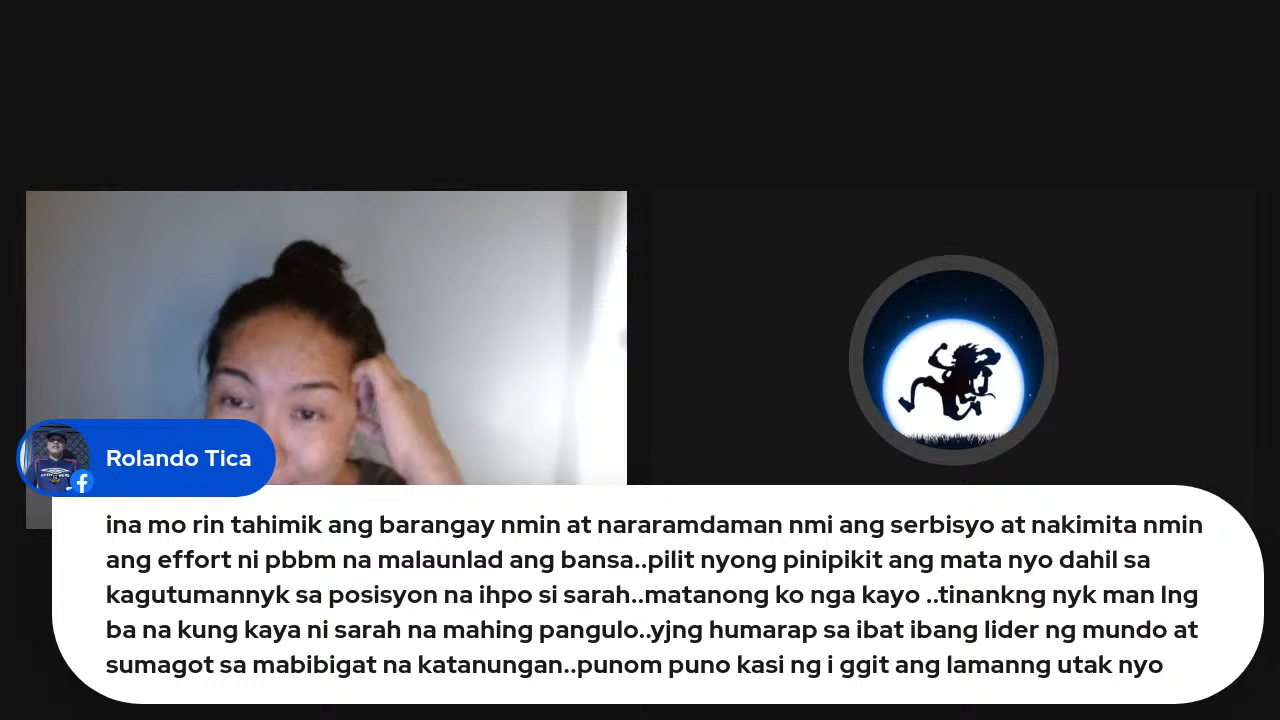 Rolando Tica
ina mo rin tahimik ang barangay nmin at nararamdaman nmi ang serbisyo at nakimita nmin
ang effort ni pbbm na malaunlad ang bansa..pilit nyong pinipikit ang mata nyo dahil sa
kagutumannyk sa posisyon na ihpo si sarah..matanong ko nga kayo ..tinankng nyk man lng
ba na kung kaya ni sarah na mahing pangulo..yjng humarap sa ibat ibang lider ng mundo at
sumagot sa mabibigat na katanungan..punom puno kasi ng i ggit ang lamanng utak nyo